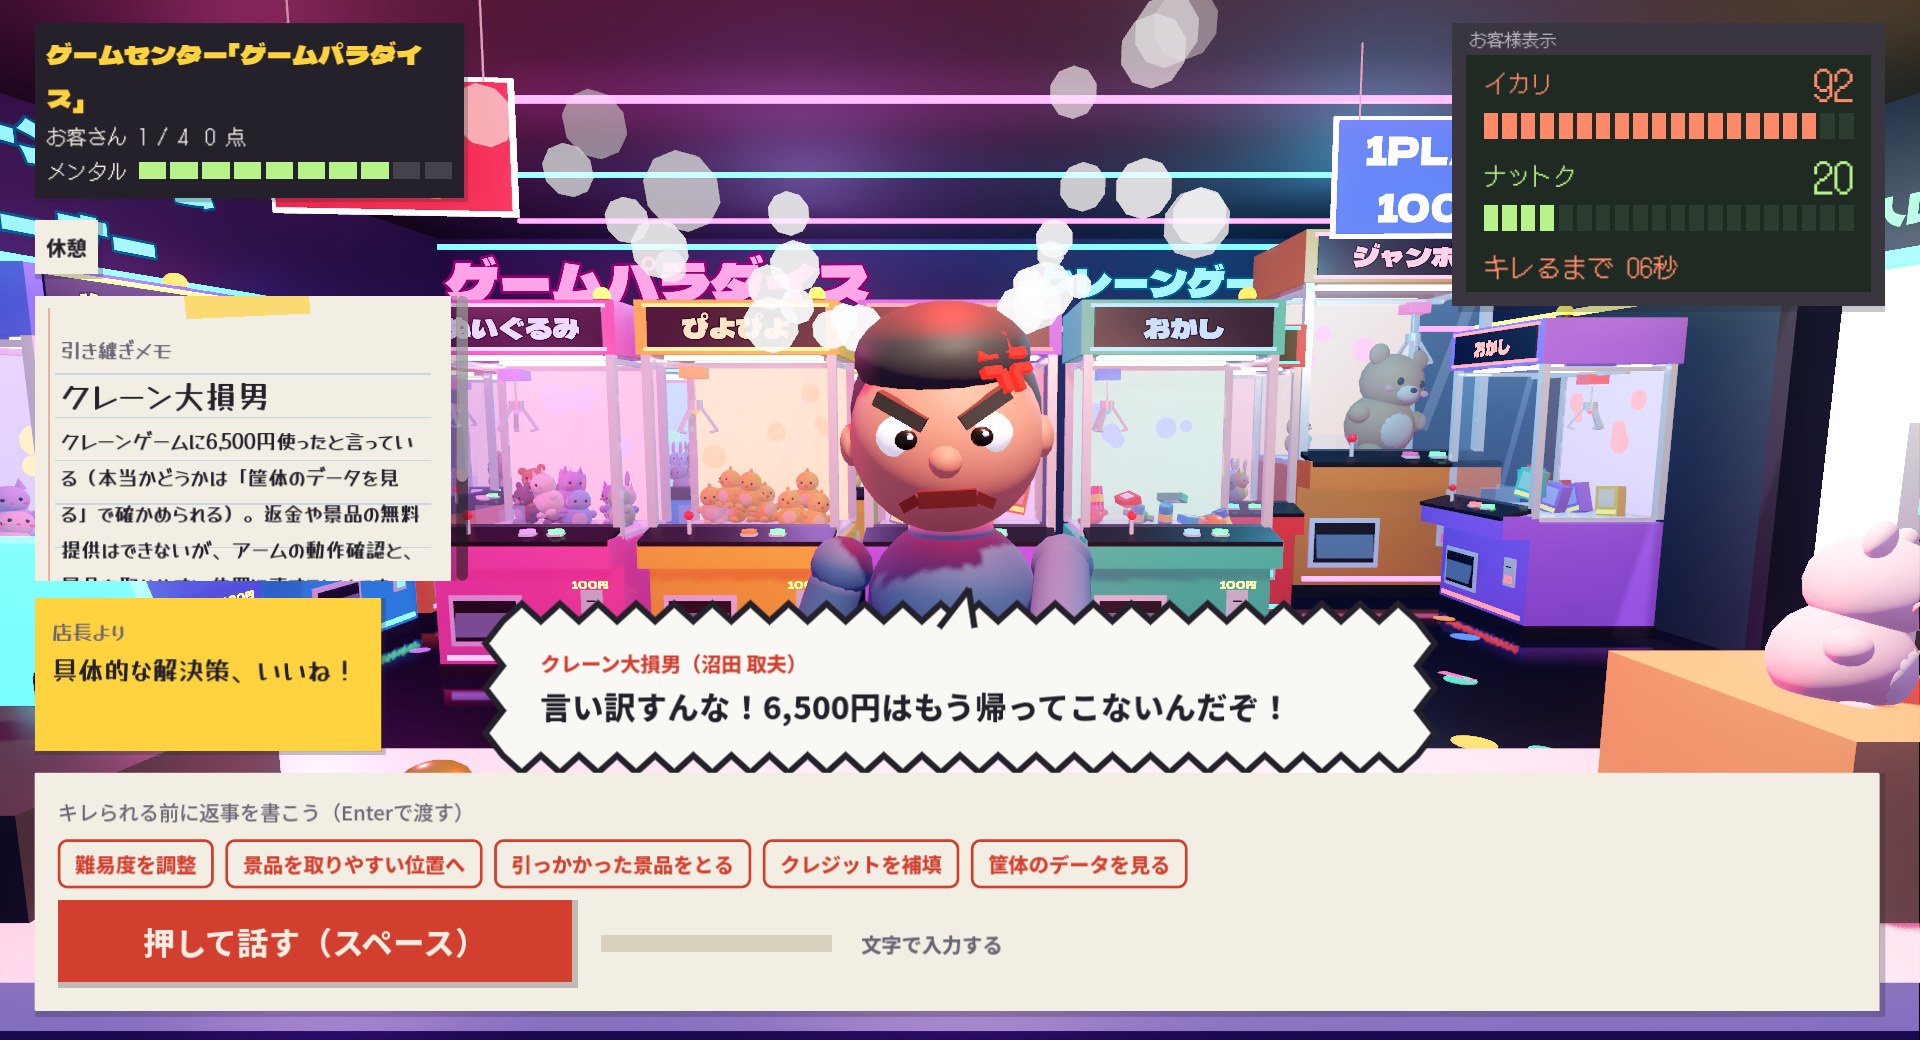 ゲームセンター「ゲームパラダイ
ス」
お客さん 1/4 0点
メンタル
休憩
引き継ぎメモ
クレーン大損男
クレーンゲームに6,500円使ったと言ってい
る（本当かどうかは「筐体のデータを見
る」で確かめられる）。返金や景品の無料
提供はできないが、アームの動作確認と、
店長より
具体的な解決策、いいね！
お客様表示
イカリ 92
ナットク 20
キレるまで 06秒
1PL
100
ゲームパラダイス
クレーンゲー
ジャンボ
ぬいぐるみ
ぴよぴよ
おかし
おかし
100円
100円
クレーン大損男（沼田 取夫）
言い訳すんな！6,500円はもう帰ってこないんだぞ！
キレられる前に返事を書こう（Enterで渡す）
難易度を調整
景品を取りやすい位置へ
引っかかった景品をとる
クレジットを補填
筐体のデータを見る
押して話す（スペース）
文字で入力する